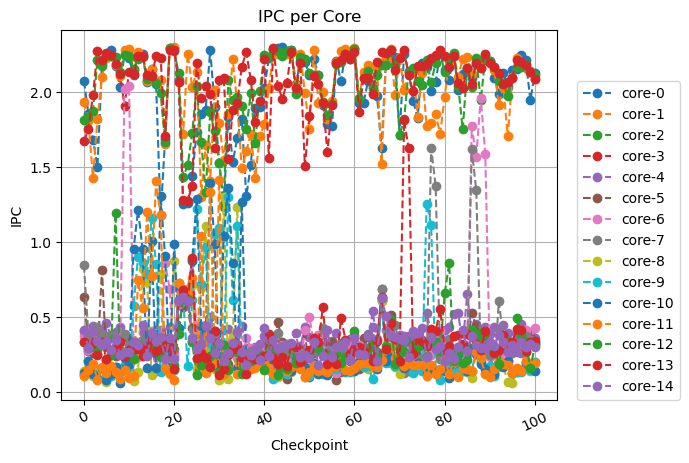 IPC per Core
IPC
2.0
1.5
1.0
0.5
0.0
0
20
40
60
80
100
Checkpoint
core-0
core-1
core-2
core-3
core-4
core-5
core-6
core-7
core-8
core-9
core-10
core-11
core-12
core-13
core-14